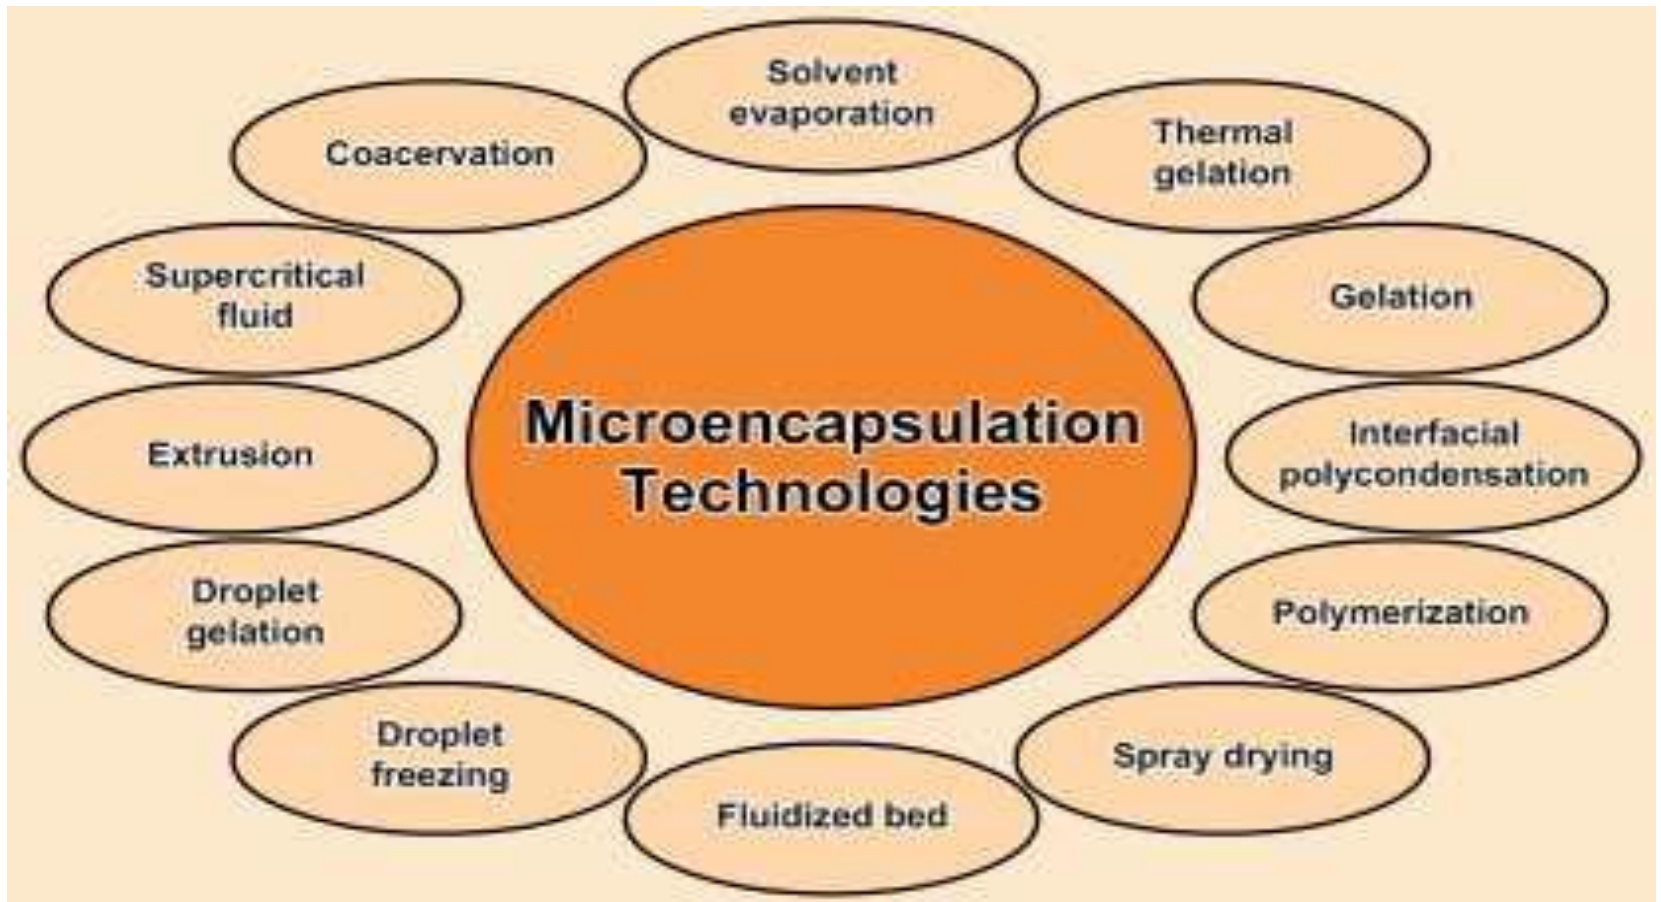 Solvent
evaporation
Thermal
gelation
Gelation
Interfacial
polycondensation
Polymerization
Spray drying
Fluidized bed
Droplet
freezing
Droplet
gelation
Extrusion
Supercritical
fluid
Coacervation
Microencapsulation
Technologies